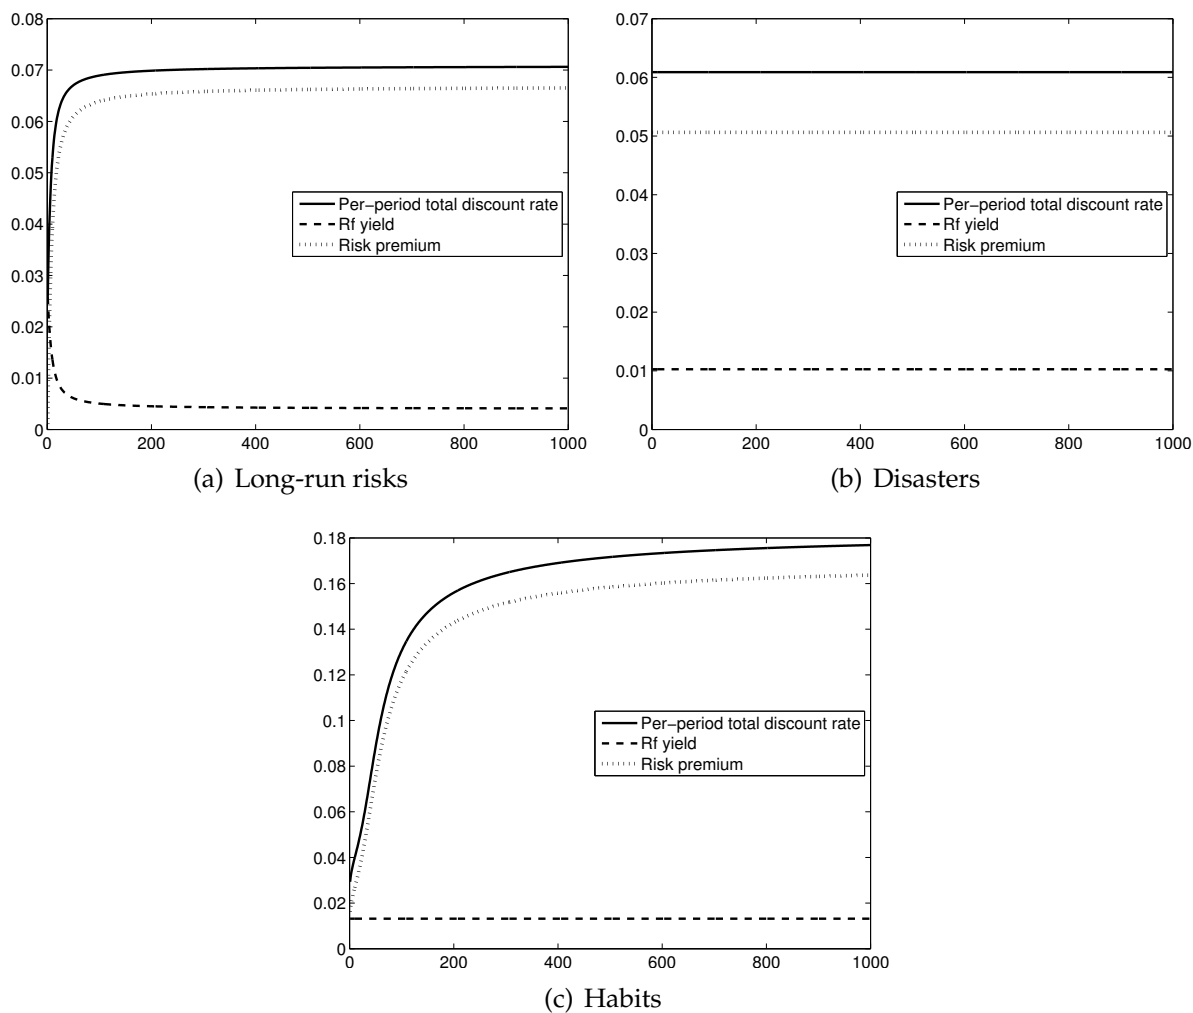 0.08
0.07
0.06
0.05
0.04
0.03
0.02
0.01
0
Per-period total discount rate
Rf yield
Risk premium
0 200 400 600 800 1000
(a) Long-run risks
0.07
0.06
0.05
0.04
0.03
0.02
0.01
0
Per-period total discount rate
Rf yield
Risk premium
0 200 400 600 800 1000
(b) Disasters
0.18
0.16
0.14
0.12
0.1
0.08
0.06
0.04
0.02
0
Per-period total discount rate
Rf yield
Risk premium
0 200 400 600 800 1000
(c) Habits